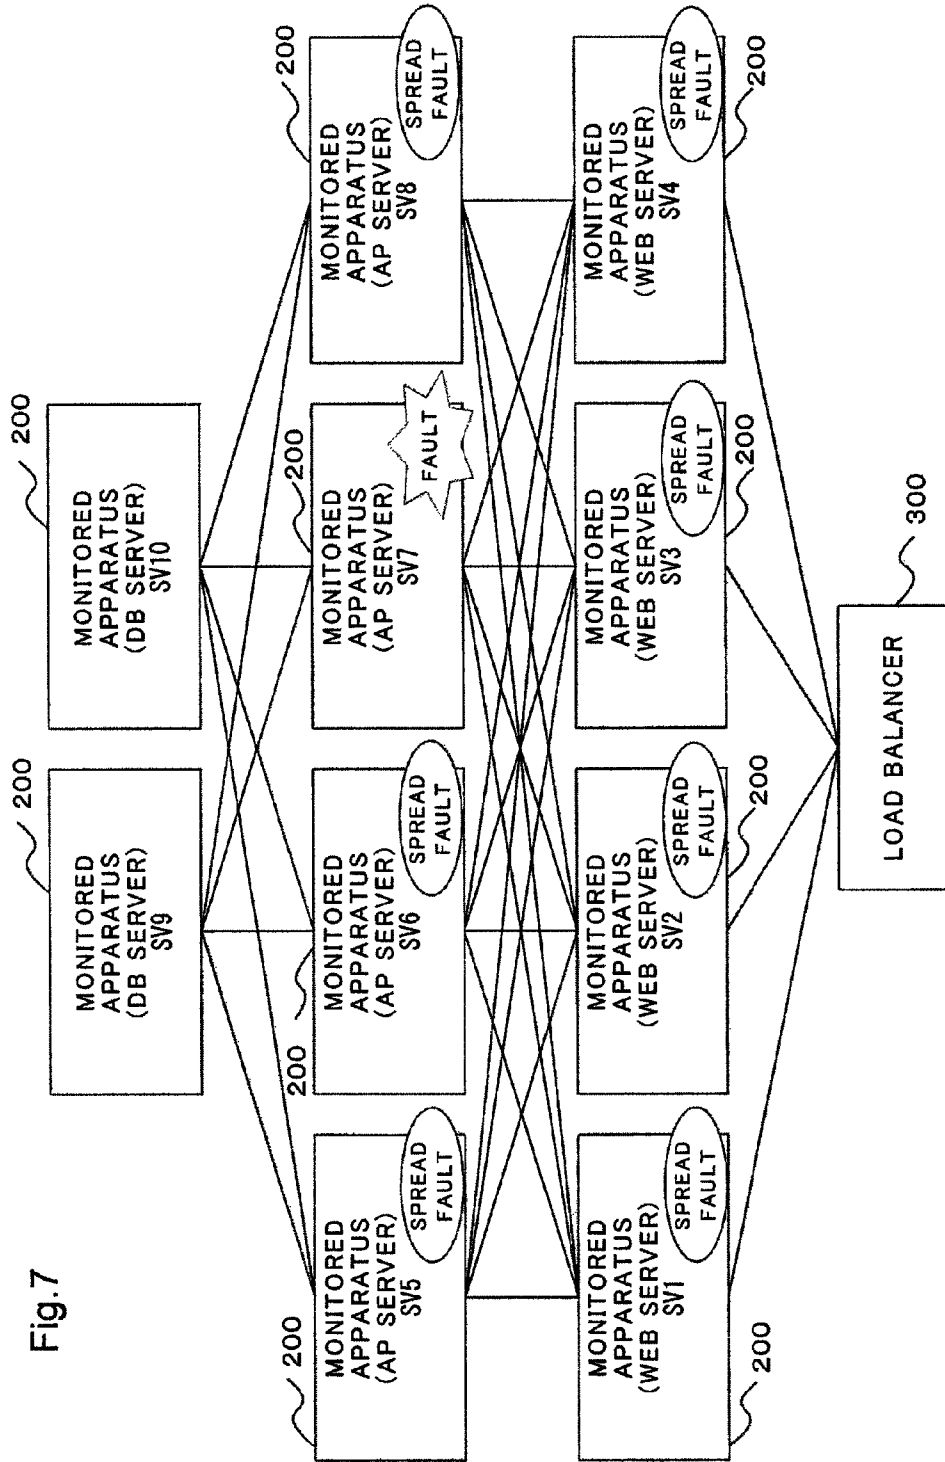 Fig.7
200
MONITORED
APPARATUS
(DB SERVER)
SV9
200
MONITORED
APPARATUS
(DB SERVER)
SV10
200
MONITORED
APPARATUS
(AP SERVER)
SV5
SPREAD
FAULT
200
MONITORED
APPARATUS
(AP SERVER)
SV6
SPREAD
FAULT
200
MONITORED
APPARATUS
(AP SERVER)
SV7
FAULT
200
MONITORED
APPARATUS
(AP SERVER)
SV8
SPREAD
FAULT
MONITORED
APPARATUS
(WEB SERVER)
SV1
SPREAD
FAULT
200
MONITORED
APPARATUS
(WEB SERVER)
SV2
SPREAD
FAULT
200
MONITORED
APPARATUS
(WEB SERVER)
SV3
SPREAD
FAULT
200
MONITORED
APPARATUS
(WEB SERVER)
SV4
SPREAD
FAULT
200
LOAD BALANCER
300